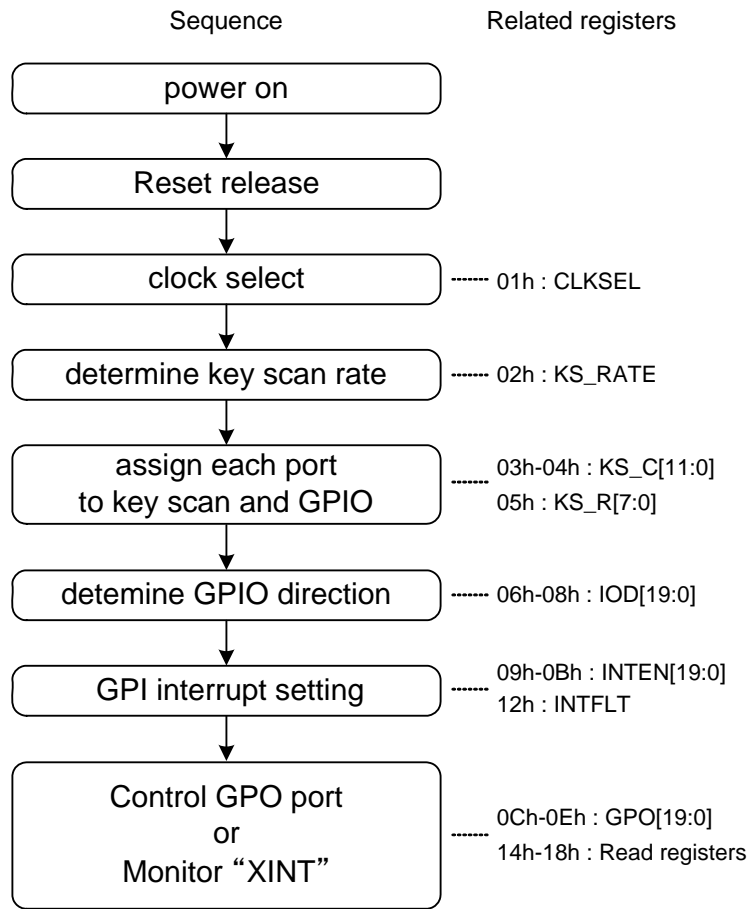 Sequence Related registers
power on
Reset release
clock select 01h : CLKSEL
determine key scan rate 02h : KS_RATE
assign each port
to key scan and GPIO
03h-04h : KS_C[11:0]
05h : KS_R[7:0]
detemine GPIO direction 06h-08h : IOD[19:0]
GPI interrupt setting
09h-0Bh : INTEN[19:0]
12h : INTFLT
Control GPO port
or
Monitor “XINT”
0Ch-0Eh : GPO[19:0]
14h-18h : Read registers